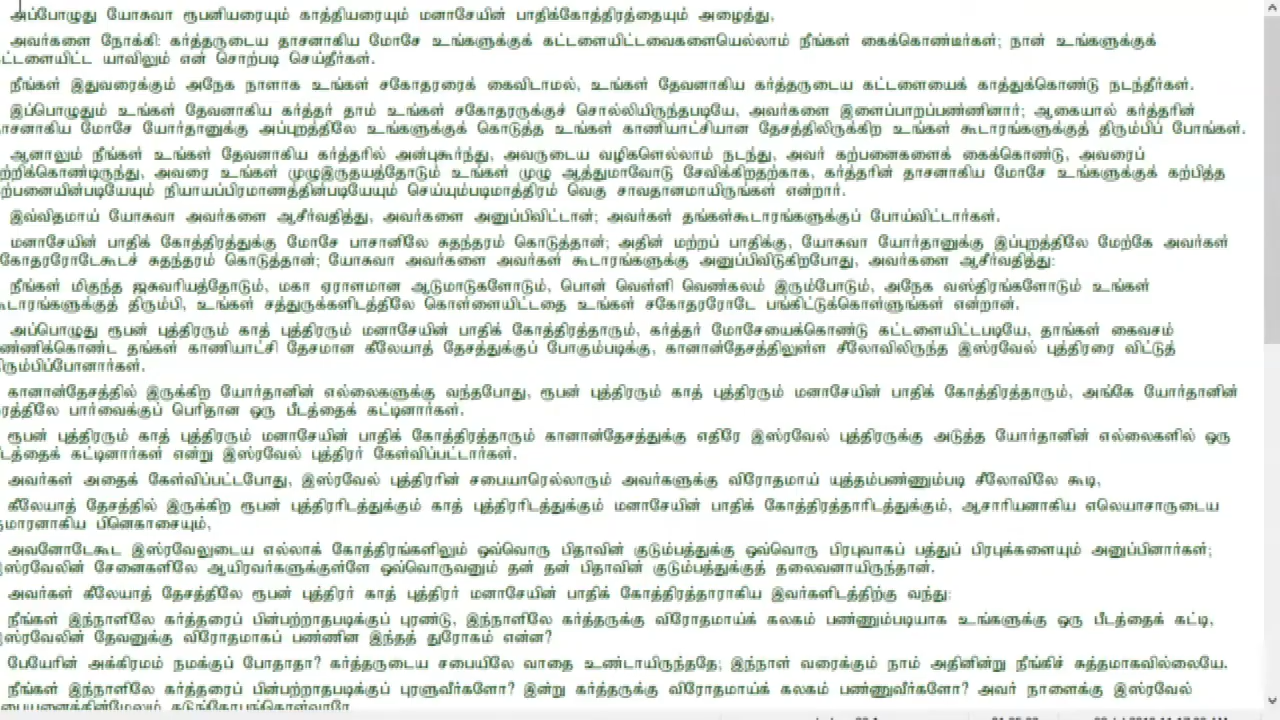 அப்போழுது யோசுவா ரூபனியரையும் காத்தியரையும் மனாசேயின் பாதிக்கோத்திரத்தையும் அழைத்து,
அவர்களை நோக்கி: கர்த்தருடைய தாசனாகிய மோசே உங்களுக்குக் கட்டளையிட்டவைகளையெல்லாம் நீங்கள் கைக்கொண்டீர்கள்; நான் உங்களுக்குக்
ட்டளையிட்ட யாவிலும் என் சொற்படி செய்தீர்கள்.
நீங்கள் இதுவரைக்கும் அநேக நாளாக உங்கள் சகோதரரைக் கைவிடாமல், உங்கள் தேவனாகிய கர்த்தருடைய கட்டளையைக் காத்துக்கொண்டு நடந்தீர்கள்.
இப்பொழுதும் உங்கள் தேவனாகிய கர்த்தர் தாம் உங்கள் சகோதரருக்குச் சொல்லியிருந்தபடியே, அவர்களை இளைப்பாறப்பண்ணினார்; ஆகையால் கர்த்தரின்
ாசனாகிய மோசே யோர்தானுக்கு அப்புறத்திலே உங்களுக்குக் கொடுத்த உங்கள் காணியாட்சியான தேசத்திலிருக்கிற உங்கள் கூடாரங்களுக்குத் திரும்பிப் போங்கள்.
ஆனாலும் நீங்கள் உங்கள் தேவனாகிய கர்த்தரில் அன்புகூர்ந்து, அவருடைய வழிகளெல்லாம் நடந்து, அவர் கற்பனைகளைக் கைக்கொண்டு, அவரைப்
ற்றிக்கொண்டிருந்து, அவரை உங்கள் முழுஇருதயத்தோடும் உங்கள் முழு ஆத்துமாவோடு சேவிக்கிறதற்காக, கர்த்தரின் தாசனாகிய மோசே உங்களுக்குக் கற்பித்த
ற்பனையின்படியேயும் நியாயப்பிரமாணத்தின்படியேயும் செய்யும்படிமாத்திரம் வெகு சாவதானமாயிருங்கள் என்றார்.
இவ்விதமாய் யோசுவா அவர்களை ஆசீர்வதித்து, அவர்களை அனுப்பிவிட்டான்; அவர்கள் தங்கள்கூடாரங்களுக்குப் போய்விட்டார்கள்.
மனாசேயின் பாதிக் கோத்திரத்துக்கு மோசே பாசானிலே சுதந்தரம் கொடுத்தான்; அதின் மற்றப் பாதிக்கு, யோசுவா யோர்தானுக்கு இப்புறத்திலே மேற்கே அவர்கள்
கோதரரோடேகூடச் சுதந்தரம் கொடுத்தான்; யோசுவா அவர்களை அவர்கள் கூடாரங்களுக்கு அனுப்பிவிடுகிறபோது, அவர்களை ஆசீர்வதித்து:
நீங்கள் மிகுந்த ஐசுவரியத்தோடும், மகா ஏராளமான ஆடுமாடுகளோடும், பொன் வெள்ளி வெண்கலம் இரும்போடும், அநேக வஸ்திரங்களோடும் உங்கள்
டாரங்களுக்குத் திரும்பி, உங்கள் சத்துருக்களிடத்திலே கொள்ளையிட்டதை உங்கள் சகோதரரோடே பங்கிட்டுக்கொள்ளுங்கள் என்றான்.
அப்பொழுது ரூபன் புத்திரரும் காத் புத்திரரும் மனாசேயின் பாதிக் கோத்திரத்தாரும், கர்த்தர் மோசேயைக்கொண்டு கட்டளையிட்டபடியே, தாங்கள் கைவசம்
ண்ணிக்கொண்ட தங்கள் காணியாட்சி தேசமான கீலேயாத் தேசத்துக்குப் போகும்படிக்கு, கானான்தேசத்திலுள்ள சீலோவிலிருந்த இஸ்ரவேல் புத்திரரை விட்டுத்
ிரும்பிப்போனார்கள்.
கானான்தேசத்தில் இருக்கிற யோர்தானின் எல்லைகளுக்கு வந்தபோது, ரூபன் புத்திரரும் காத் புத்திரரும் மனாசேயின் பாதிக் கோத்திரத்தாரும், அங்கே யோர்தானின்
ரத்திலே பார்வைக்குப் பெரிதான ஒரு பீடத்தைக் கட்டினார்கள்.
ரூபன் புத்திரரும் காத் புத்திரரும் மனாசேயின் பாதிக் கோத்திரத்தாரும் கானான்தேசத்துக்கு எதிரே இஸ்ரவேல் புத்திரருக்கு அடுத்த யோர்தானின் எல்லைகளில் ஒரு
டத்தைக் கட்டினார்கள் என்று இஸ்ரவேல் புத்திரர் கேள்விப்பட்டார்கள்.
அவர்கள் அதைக் கேள்விப்பட்டபோது, இஸ்ரவேல் புத்திரரின் சபையாரெல்லாரும் அவர்களுக்கு விரோதமாய் யுத்தம்பண்ணும்படி சீலோவிலே கூடி,
கீலேயாத் தேசத்தில் இருக்கிற ரூபன் புத்திரரிடத்துக்கும் காத் புத்திரரிடத்துக்கும் மனாசேயின் பாதிக் கோத்திரத்தாரிடத்துக்கும், ஆசாரியனாகிய எலெயாசாருடைய
ுமாரனாகிய பினெகாசையும்,
அவனோடேகூட இஸ்ரவேலுடைய எல்லாக் கோத்திரங்களிலும் ஒவ்வொரு பிதாவின் குடும்பத்துக்கு ஒவ்வொரு பிரபுவாகப் பத்துப் பிரபுக்களையும் அனுப்பினார்கள்;
ஸ்ரவேலின் சேனைகளிலே ஆயிரவர்களுக்குள்ளே ஒவ்வொருவனும் தன் தன் பிதாவின் குடும்பத்துக்குத் தலைவனாயிருந்தான்.
அவர்கள் கீலேயாத் தேசத்திலே ரூபன் புத்திரர் காத் புத்திரர் மனாசேயின் பாதிக் கோத்திரத்தாராகிய இவர்களிடத்திற்கு வந்து:
நீங்கள் இந்நாளிலே கர்த்தரைப் பின்பற்றாதபடிக்குப் புரண்டு, இந்நாளிலே கர்த்தருக்கு விரோதமாய்க் கலகம் பண்ணும்படியாக உங்களுக்கு ஒரு பீடத்தைக் கட்டி,
ஸ்ரவேலின் தேவனுக்கு விரோதமாகப் பண்ணின இந்தத் துரோகம் என்ன?
பேயேரின் அக்கிரமம் நமக்குப் போதாதா? கர்த்தருடைய சபையிலே வாதை உண்டாயிருந்ததே; இந்நாள் வரைக்கும் நாம் அதினின்று நீங்கிச் சுத்தமாகவில்லையே.
நீங்கள் இந்நாளிலே கர்த்தரைப் பின்பற்றாதபடிக்குப் புரளுவீர்களோ? இன்று கர்த்தருக்கு விரோதமாய்க் கலகம் பண்ணுவீர்களோ? அவர் நாளைக்கு இஸ்ரவேல்